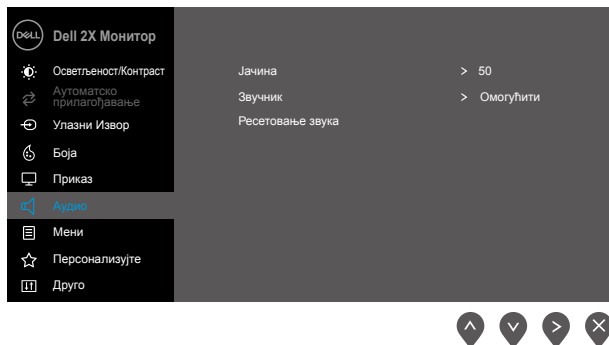 DELL Dell 2X Монитор
Осветљеност/Контраст
Аутоматско
прилагођавање
Улазни Извор
Боја
Приказ
Аудио
Мени
Персонализујте
Друго
Јачина > 50
Звучник > Омогућити
Ресетовање звука